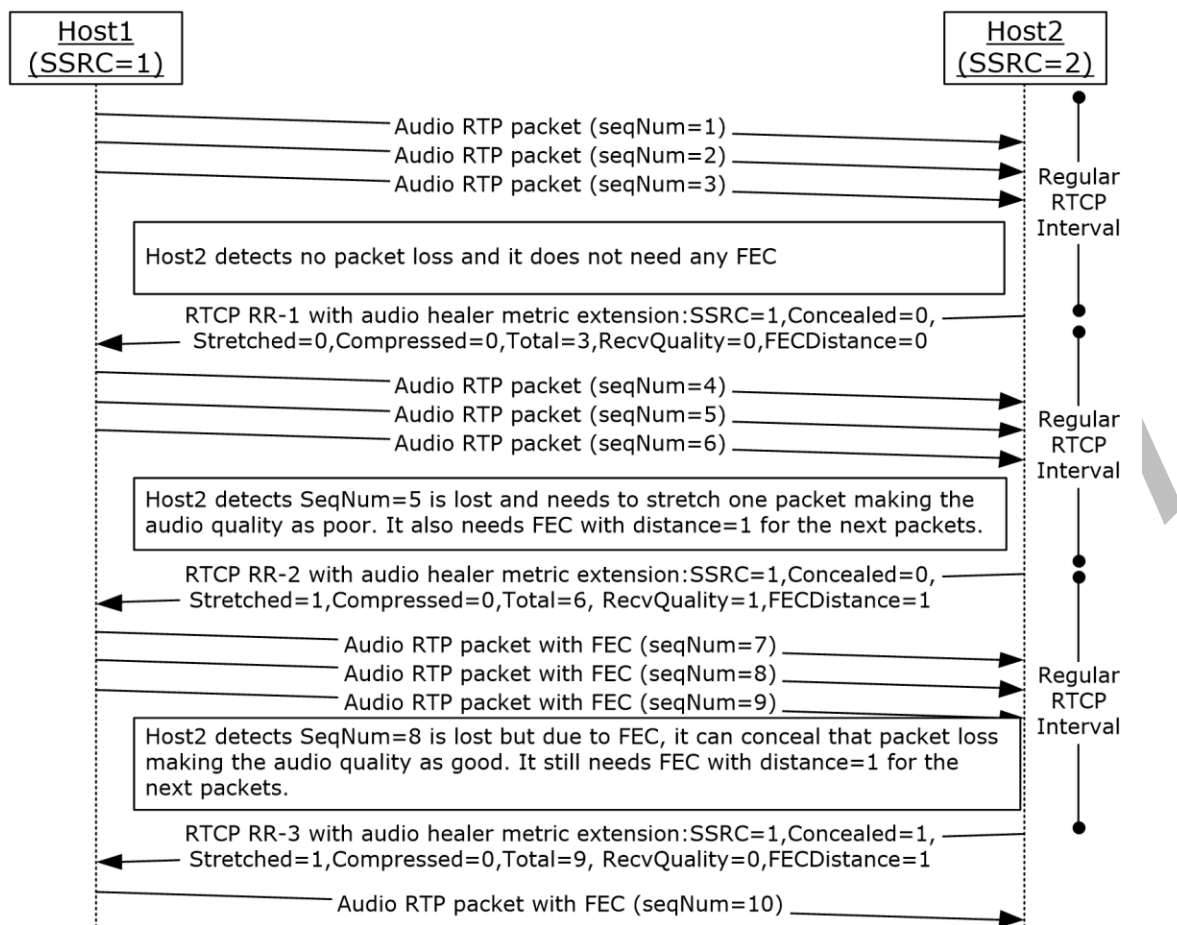 Host1
(SSRC=1)
Host2
(SSRC=2)
Audio RTP packet (seqNum=1)
Audio RTP packet (seqNum=2)
Audio RTP packet (seqNum=3)
Regular
RTCP
Interval
Host2 detects no packet loss and it does not need any FEC
RTCP RR-1 with audio healer metric extension:SSRC=1,Concealed=0,
Stretched=0,Compressed=0,Total=3,RecvQuality=0,FECDistance=0
Audio RTP packet (seqNum=4)
Audio RTP packet (seqNum=5)
Audio RTP packet (seqNum=6)
Regular
RTCP
Interval
Host2 detects SeqNum=5 is lost and needs to stretch one packet making the
audio quality as poor. It also needs FEC with distance=1 for the next packets.
RTCP RR-2 with audio healer metric extension:SSRC=1,Concealed=0,
Stretched=1,Compressed=0,Total=6, RecvQuality=1,FECDistance=1
Audio RTP packet with FEC (seqNum=7)
Audio RTP packet with FEC (seqNum=8)
Audio RTP packet with FEC (seqNum=9)
Regular
RTCP
Interval
Host2 detects SeqNum=8 is lost but due to FEC, it can conceal that packet loss
making the audio quality as good. It still needs FEC with distance=1 for the
next packets.
RTCP RR-3 with audio healer metric extension:SSRC=1,Concealed=1,
Stretched=1,Compressed=0,Total=9, RecvQuality=0,FECDistance=1
Audio RTP packet with FEC (seqNum=10)